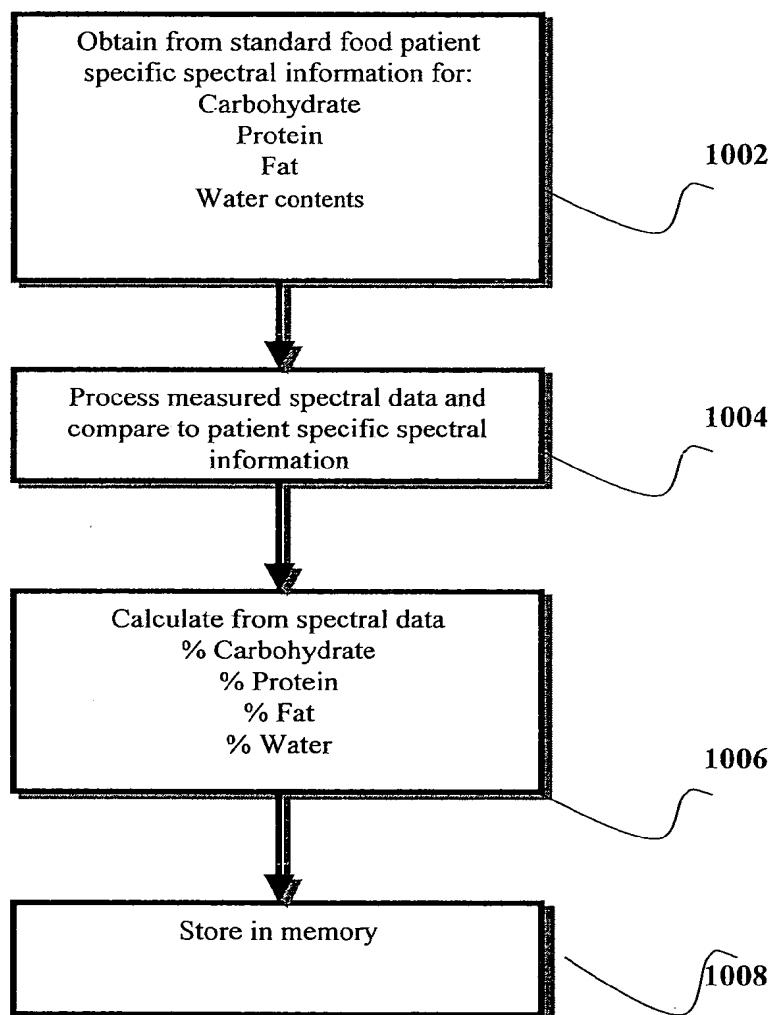 Obtain from standard food patient
specific spectral information for:
Carbohydrate
Protein
Fat
Water contents
1002
Process measured spectral data and
compare to patient specific spectral
information
1004
Calculate from spectral data
% Carbohydrate
% Protein
% Fat
% Water
1006
Store in memory
1008